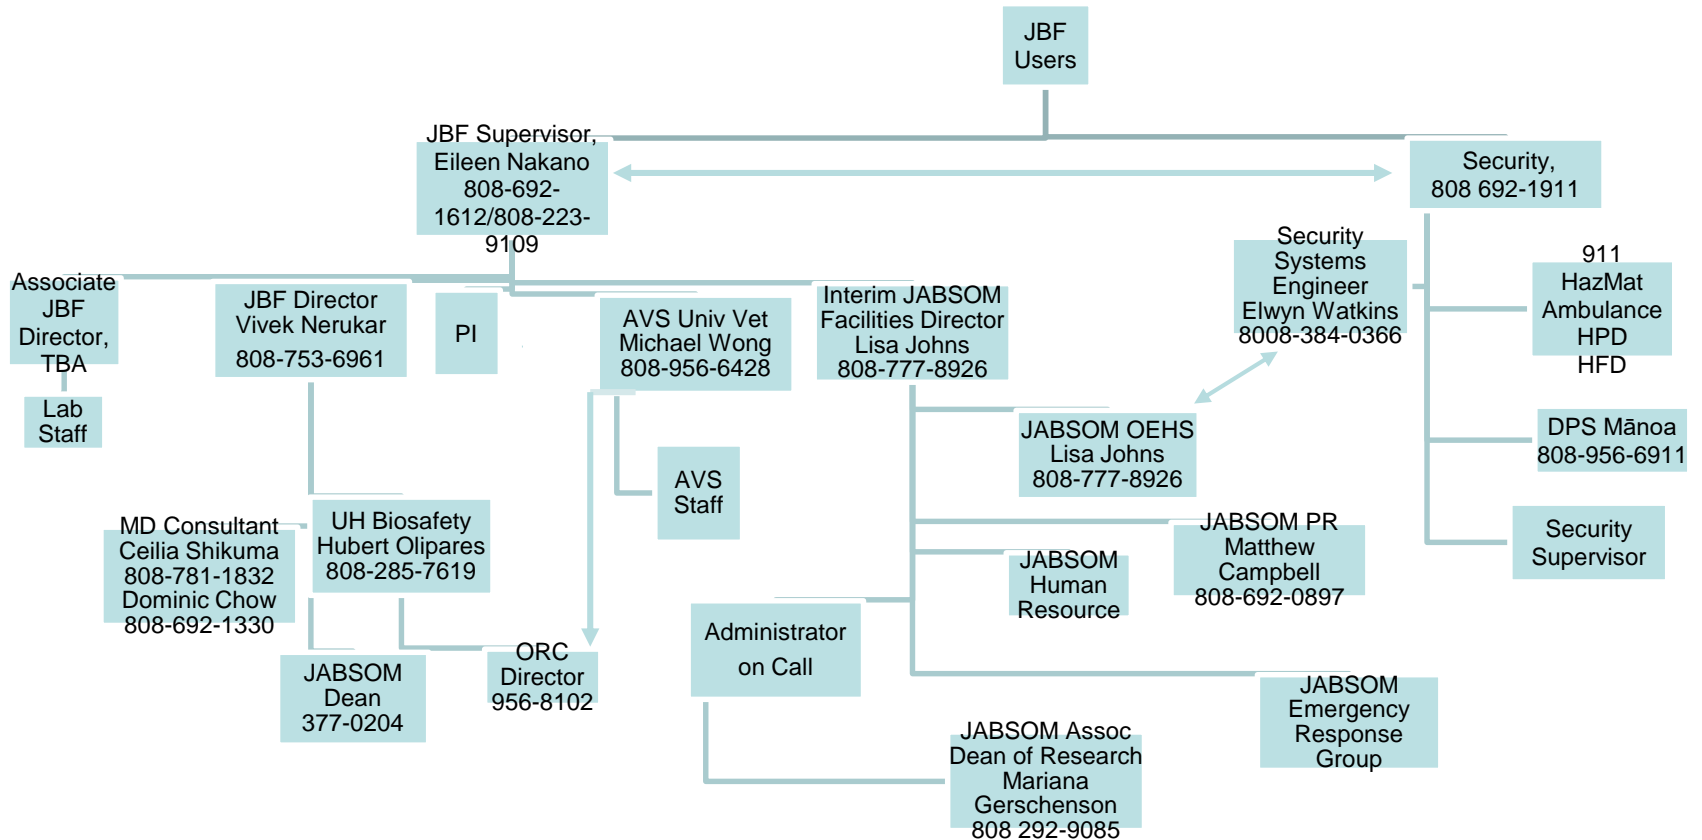 JBF
Users
JBF Supervisor,
Eileen Nakano
808-692-
1612/808-223-
9109
Security,
808 692-1911
Security
Systems
Engineer
Elwyn Watkins
8008-384-0366
911
HazMat
Ambulance
HPD
HFD
Associate
JBF
Director,
TBA
JBF Director
Vivek Nerukar
808-753-6961
PI
AVS Univ Vet
Michael Wong
808-956-6428
Interim JABSOM
Facilities Director
Lisa Johns
808-777-8926
Lab
Staff
JABSOM OEHS
Lisa Johns
808-777-8926
DPS Mānoa
808-956-6911
AVS
Staff
MD Consultant
Ceilia Shikuma
808-781-1832
Dominic Chow
808-692-1330
UH Biosafety
Hubert Olipares
808-285-7619
JABSOM
Human
Resource
JABSOM PR
Matthew
Campbell
808-692-0897
Security
Supervisor
JABSOM
Dean
377-0204
ORC
Director
956-8102
Administrator
on Call
JABSOM
Emergency
Response
Group
JABSOM Assoc
Dean of Research
Mariana
Gerschenson
808 292-9085